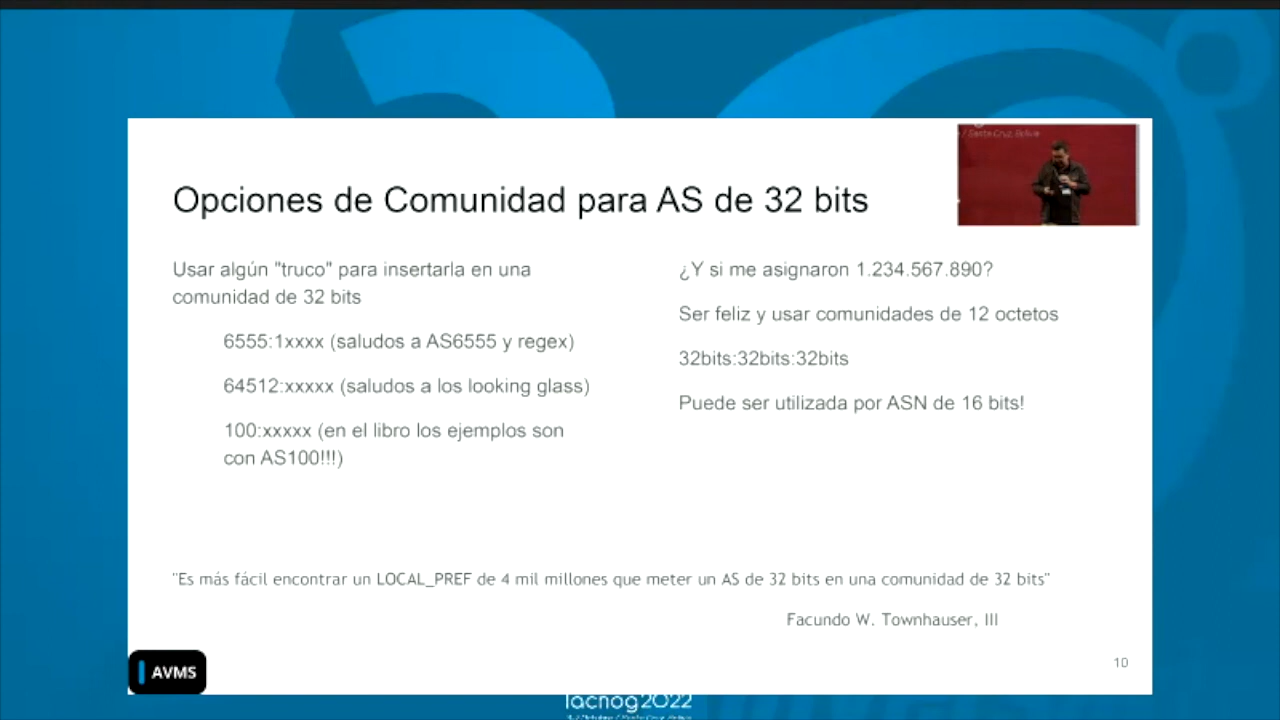 / Santa Cruz, Bolivia
Opciones de Comunidad para AS de 32 bits
Usar algún "truco" para insertarla en una
comunidad de 32 bits
6555:1xxxx (saludos a AS6555 y regex)
64512:xxxxx (saludos a los looking glass)
100:xxxxx (en el libro los ejemplos son
con AS100!!!)
¿Y si me asignaron 1.234.567.890?
Ser feliz y usar comunidades de 12 octetos
32bits:32bits:32bits
Puede ser utilizada por ASN de 16 bits!
"Es más fácil encontrar un LOCAL_PREF de 4 mil millones que meter un AS de 32 bits en una comunidad de 32 bits"
Facundo W. Townhauser, III
10
AVMS
lacnog2022